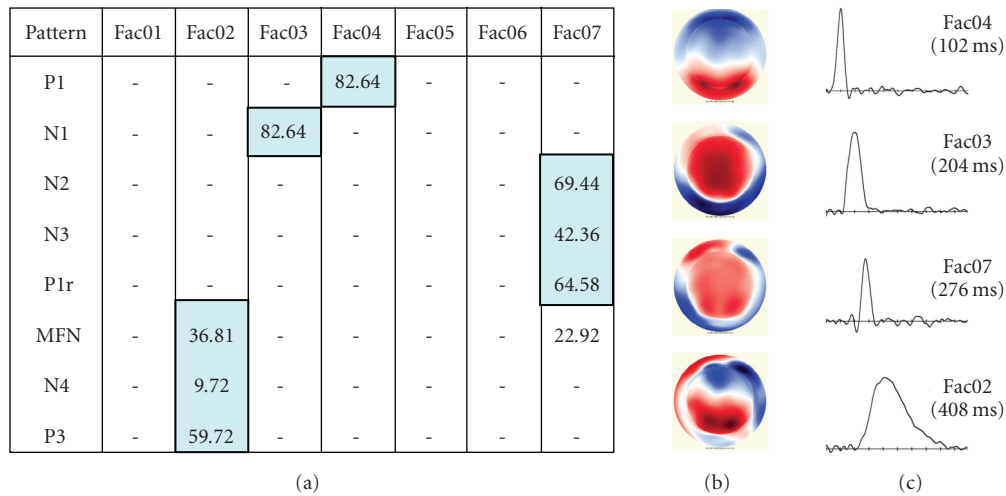 Pattern Fac01 Fac02 Fac03 Fac04 Fac05 Fac06 Fac07
P1 - - - 82.64 - - -
N1 - - 82.64 - - - -
N2 - - - - - - 69.44
N3 - - - - - - 42.36
P1r - - - - - - 64.58
MFN - 36.81 - - - - 22.92
N4 - 9.72 - - - - -
P3 - 59.72 - - - - -
(a)
(b)
Fac04
(102 ms)
Fac03
(204 ms)
Fac07
(276 ms)
Fac02
(408 ms)
(c)